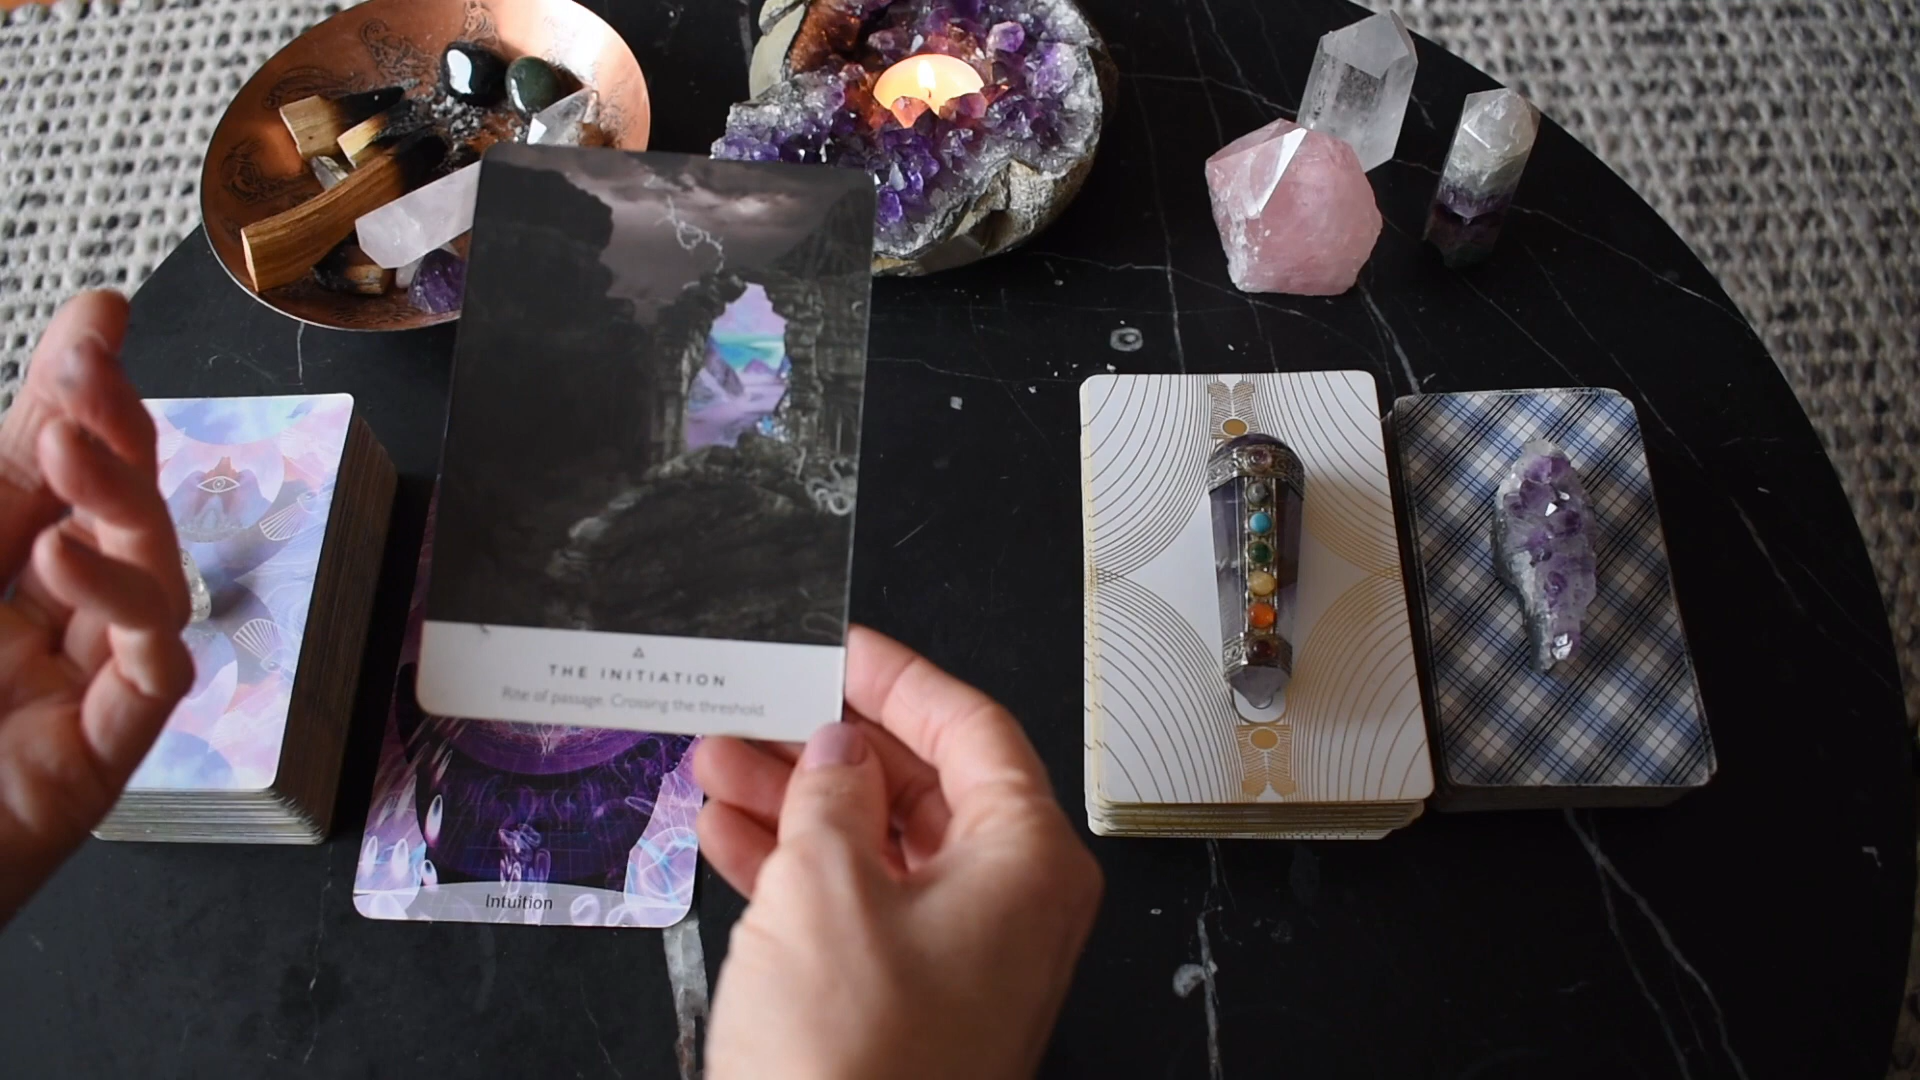 THE INITIATION
Rite of passage. Crossing the threshold.
Intuition